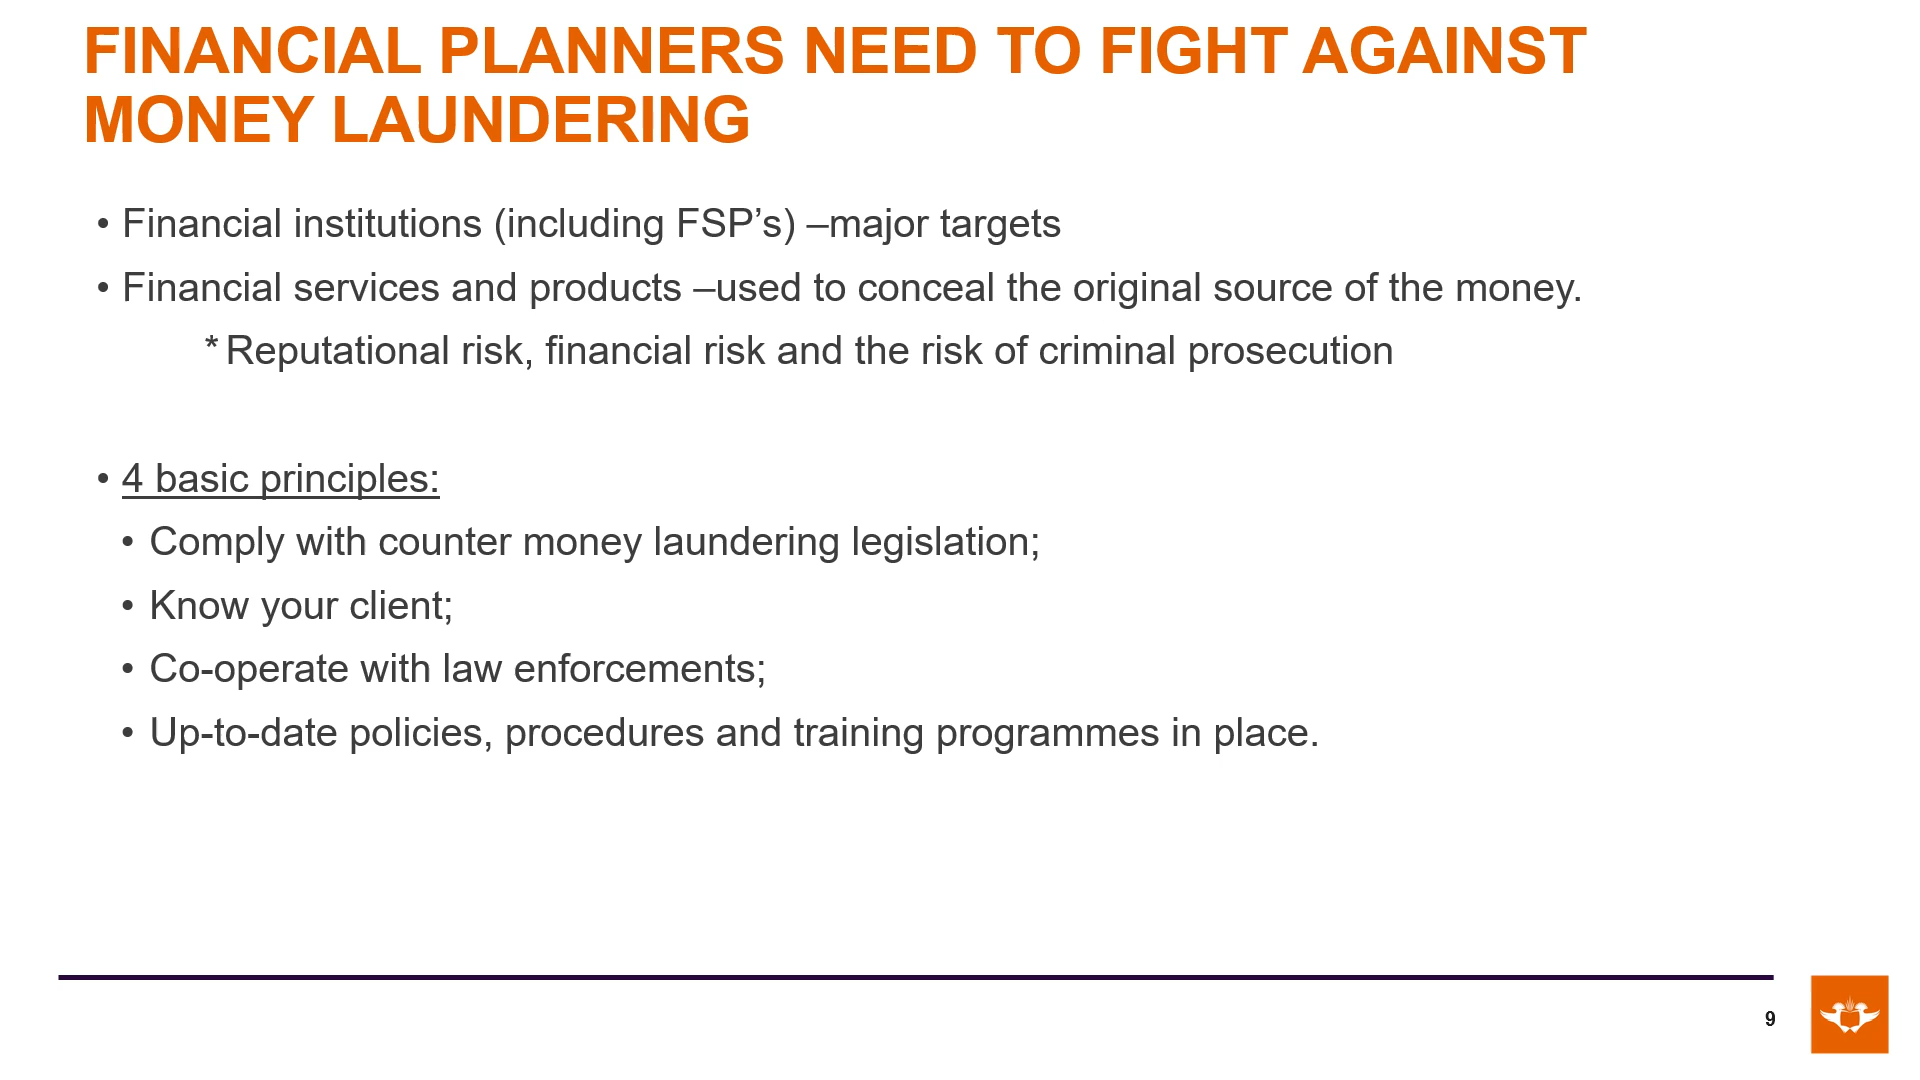 FINANCIAL PLANNERS NEED TO FIGHT AGAINST
MONEY LAUNDERING
• Financial institutions (including FSP’s) –major targets
• Financial services and products –used to conceal the original source of the money.
* Reputational risk, financial risk and the risk of criminal prosecution
• 4 basic principles:
• Comply with counter money laundering legislation;
• Know your client;
• Co-operate with law enforcements;
• Up-to-date policies, procedures and training programmes in place.
9